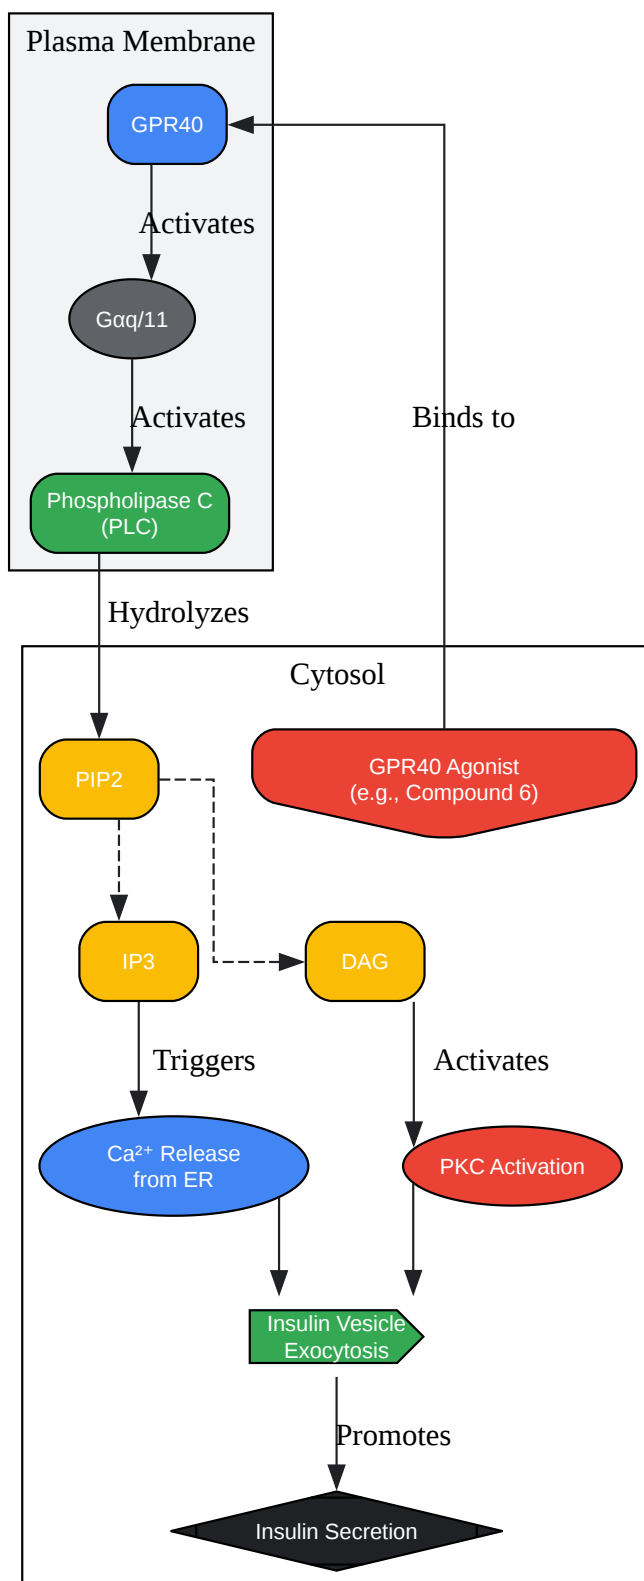 Plasma Membrane
GPR40
Activates
Gαq/11
Activates
Binds to
Phospholipase C
(PLC)
Hydrolyzes
Cytosol
PIP2
GPR40 Agonist
(e.g., Compound 6)
IP3
DAG
Triggers
Activates
Ca²⁺ Release
from ER
PKC Activation
Insulin Vesicle
Exocytosis
Promotes
Insulin Secretion